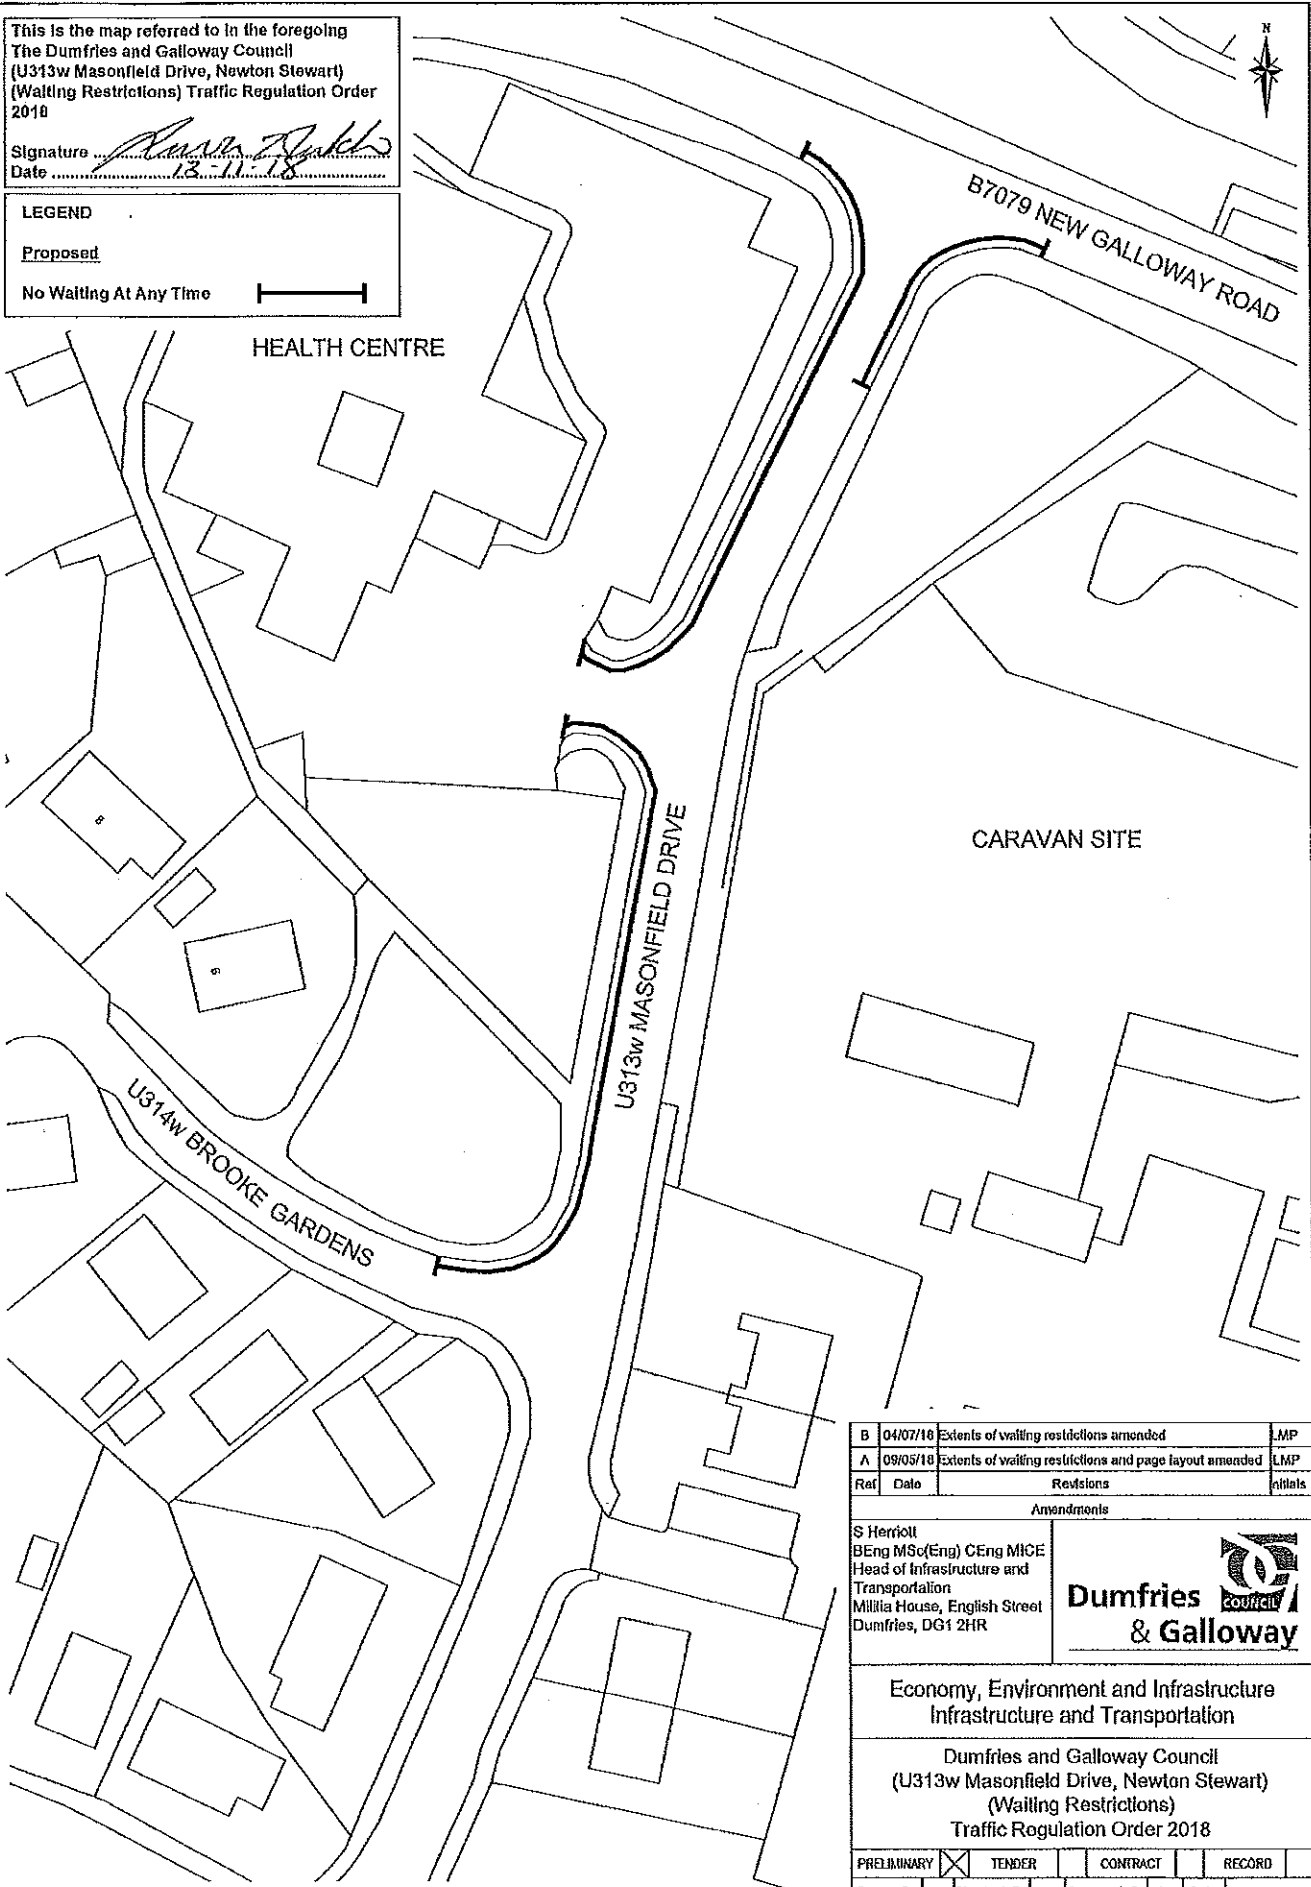 This is the map referred to in the foregoing
The Dumfries and Galloway Council
(U313w Masonfield Drive, Newton Stewart)
(Waiting Restrictions) Traffic Regulation Order
2018
Signature
Date 13-11-18
LEGEND
Proposed
No Waiting At Any Time
N
B7079 NEW GALLOWAY ROAD
HEALTH CENTRE
CARAVAN SITE
8
6
U313w MASONFIELD DRIVE
U314w BROOKE GARDENS
B 04/07/18 Extents of waiting restrictions amended LMP
A 09/05/18 Extents of waiting restrictions and page layout amended LMP
Ref Date Revisions nitials
Amendments
S Herriott
BEng MSc(Eng) CEng MICE
Head of Infrastructure and
Transportation
Militia House, English Street
Dumfries, DG1 2HR
Dumfries
COUNCIL
& Galloway
Economy, Environment and Infrastructure
Infrastructure and Transportation
Dumfries and Galloway Council
(U313w Masonfield Drive, Newton Stewart)
(Waiting Restrictions)
Traffic Regulation Order 2018
PRELIMINARY TENDER CONTRACT RECORD